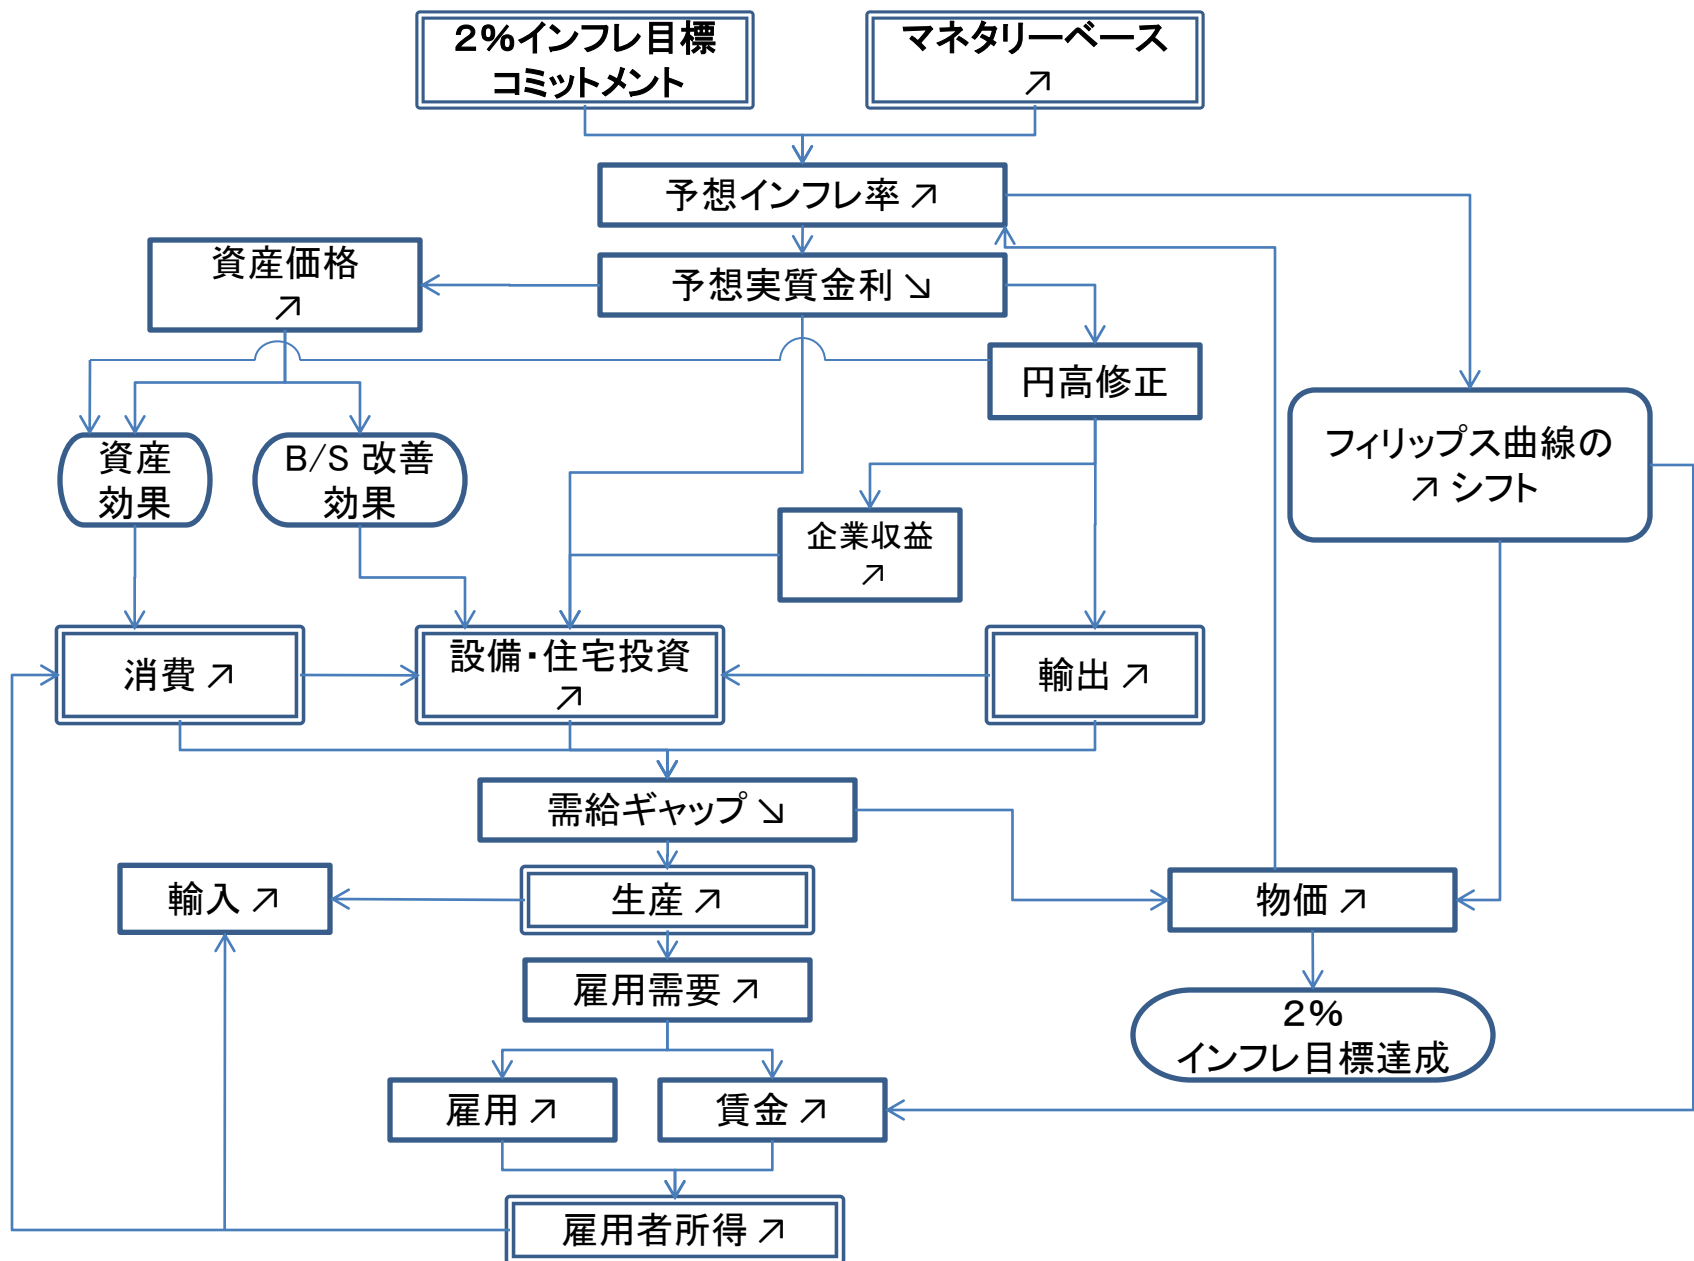 ２％インフレ目標
コミットメント
マネタリーベース
↗
予想インフレ率 ↗
資産価格
↗
予想実質金利 ↘
円高修正
フィリップス曲線の
↗ シフト
資産
効果
B/S 改善
効果
企業収益
↗
消費 ↗
設備・住宅投資
↗
輸出 ↗
需給ギャップ ↘
輸入 ↗
生産 ↗
物価 ↗
雇用需要 ↗
２％
インフレ目標達成
雇用 ↗
賃金 ↗
雇用者所得 ↗